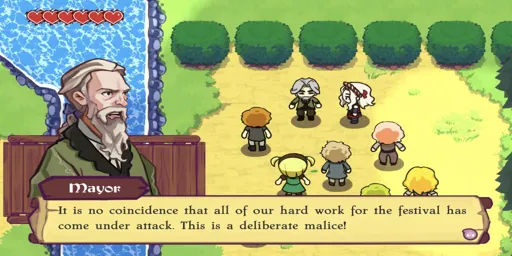 Mayor
It is no coincidence that all of our hard work for the festival has
come under attack. This is a deliberate malice!